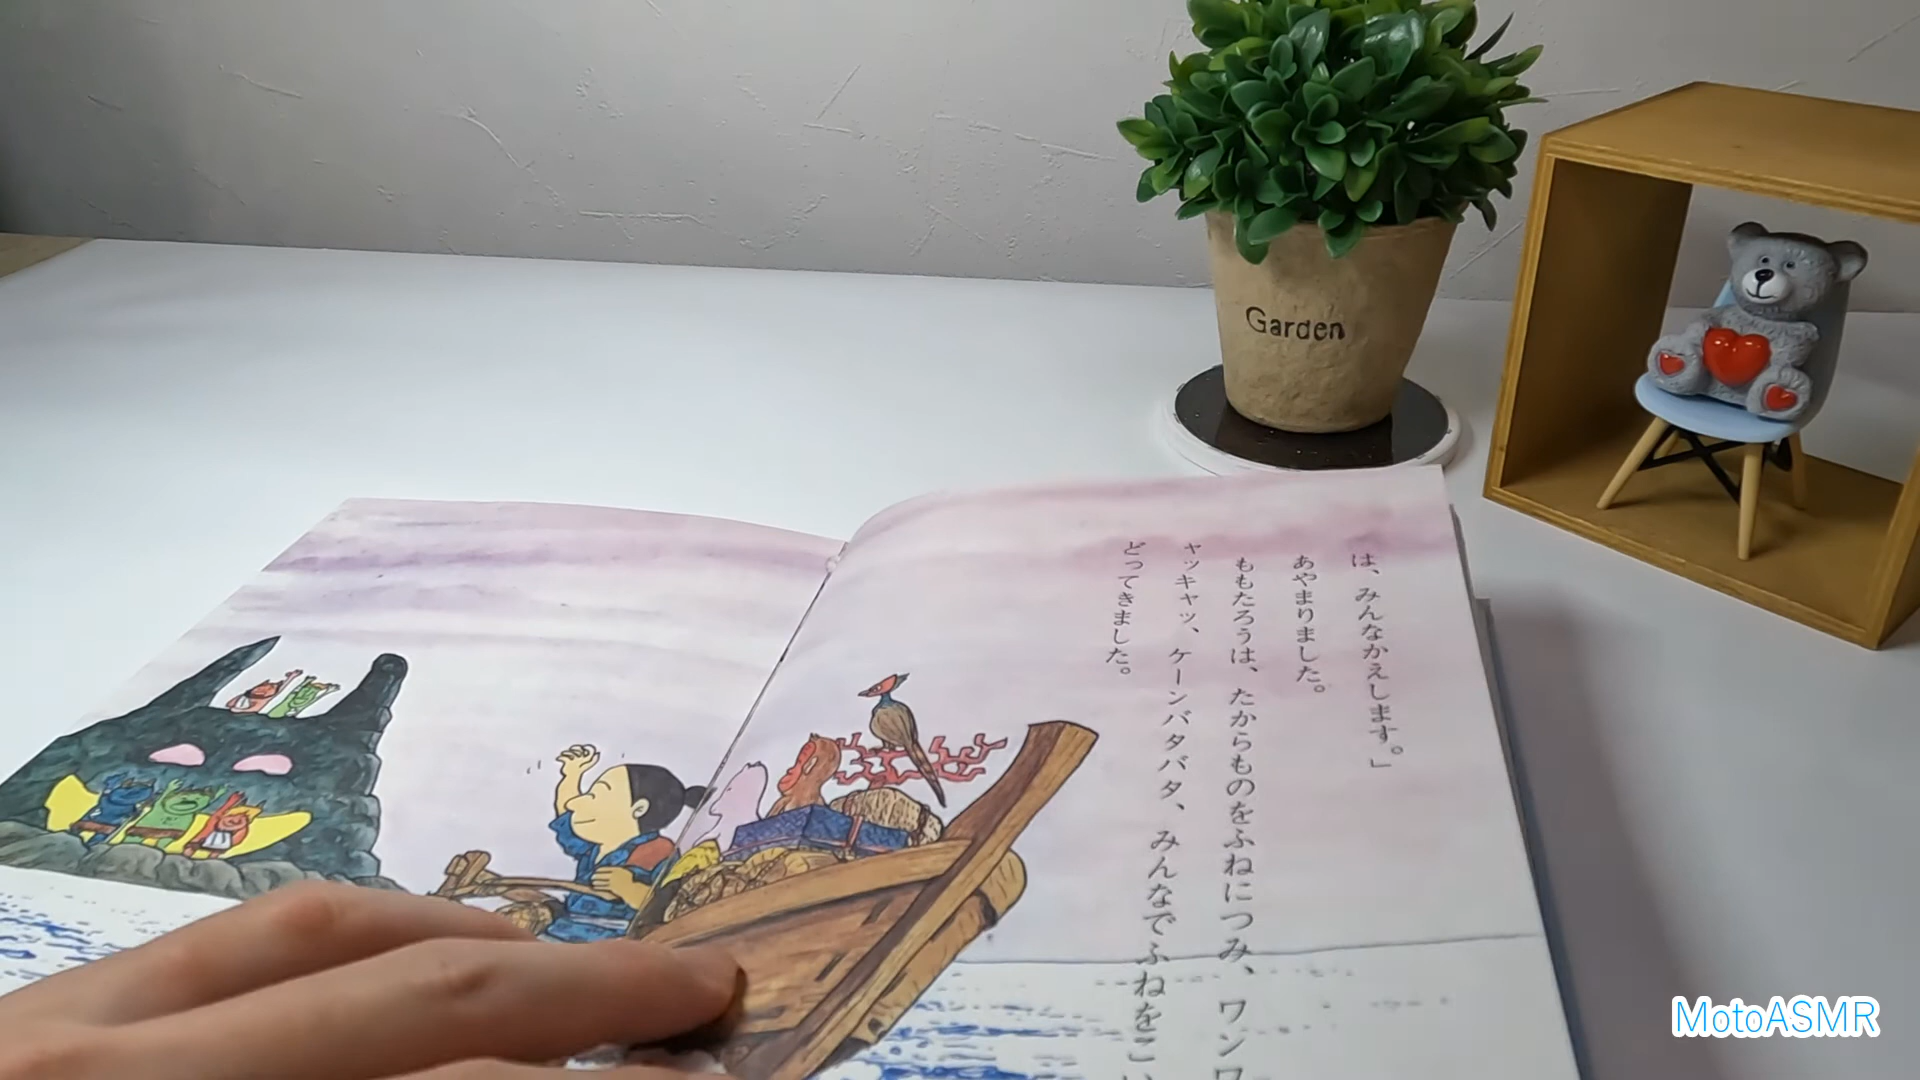 は、みんなかえします。」
あやまりました。
ももたろうは、たからものをふねにつみ、ワンワ
ャッキャッ、ケーンバタバタ、みんなでふねをこい
どってきました。
Garden
MotoASMR